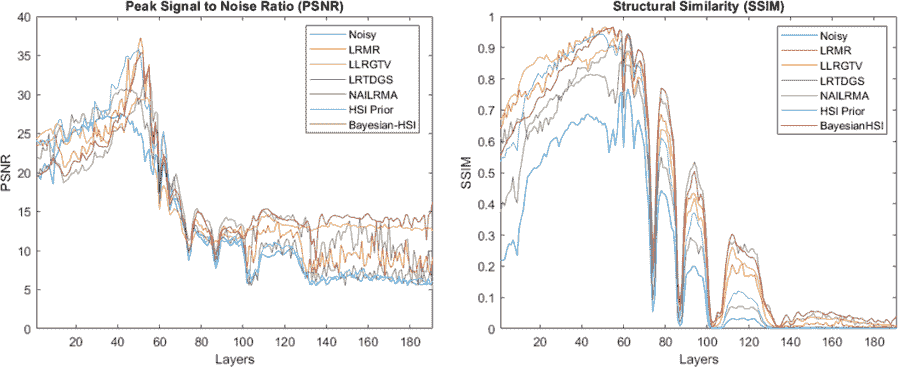 Peak Signal to Noise Ratio (PSNR)
40
35
30
25
20
15
10
5
0
PSNR
20 40 60 80 100 120 140 160 180
Layers
Noisy
LRMR
LLRGTV
LRTDGS
NAILRMA
HSI Prior
Bayesian-HSI
Structural Similarity (SSIM)
1
0.9
0.8
0.7
0.6
0.5
0.4
0.3
0.2
0.1
0
SSIM
20 40 60 80 100 120 140 160 180
Layers
Noisy
LRMR
LLRGTV
LRTDGS
NAILRMA
HSI Prior
BayesianHSI